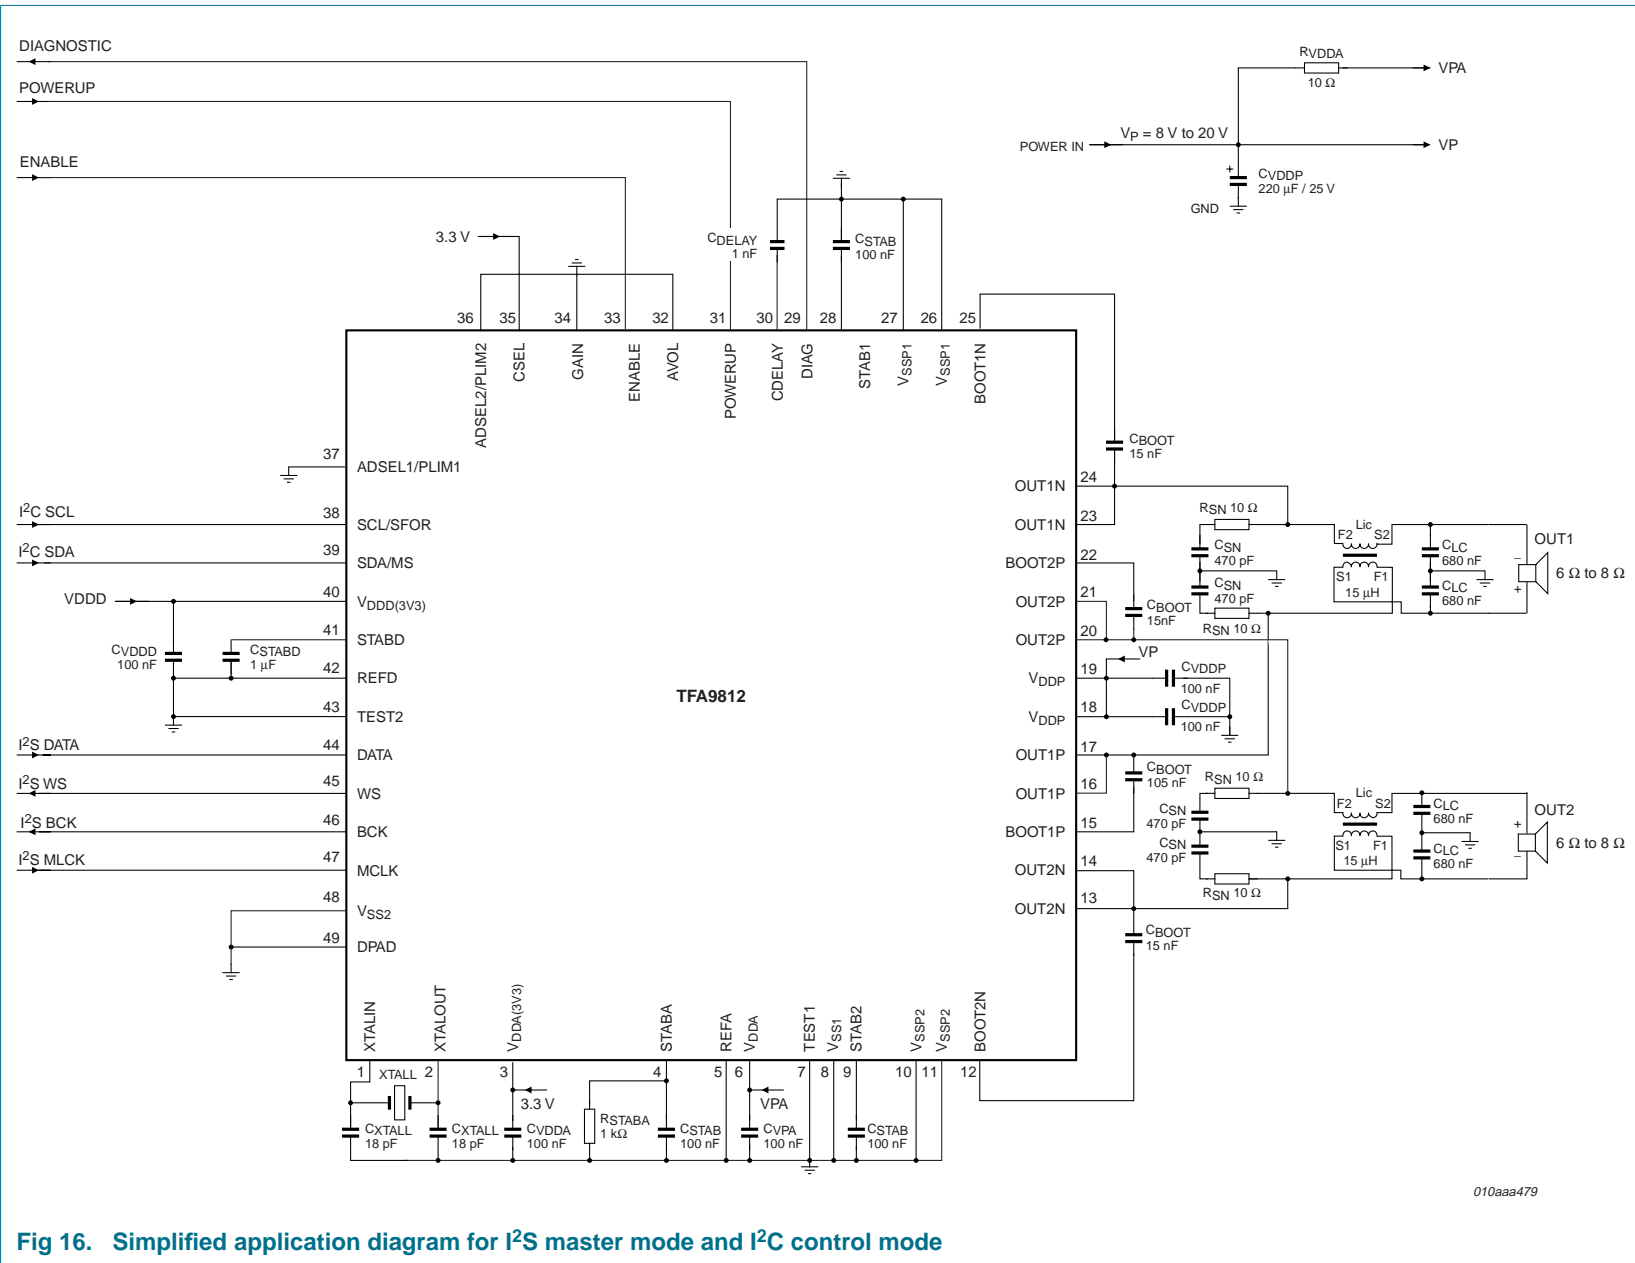 DIAGNOSTIC
POWERUP
ENABLE
RVDDA
10 Ω
VPA
POWER IN
VP = 8 V to 20 V
VP
+
CVDDP
220 μF / 25 V
GND
3.3 V
CDELAY
1 nF
CSTAB
100 nF
36 35 34 33 32 31 30 29 28 27 26 25
ADSEL2/PLIM2
CSEL
GAIN
ENABLE
AVOL
POWERUP
CDELAY
DIAG
STAB1
VSSP1
VSSP1
BOOT1N
37 ADSEL1/PLIM1
I2C SCL 38 SCL/SFOR
I2C SDA 39 SDA/MS
VDDD 40 VDDD(3V3)
41 STABD
CVDDD
100 nF
CSTABD
1 μF
42 REFD
43 TEST2
I2S DATA 44 DATA
I2S WS 45 WS
I2S BCK 46 BCK
I2S MLCK 47 MCLK
48 VSS2
49 DPAD
TFA9812
CBOOT
15 nF
OUT1N 24
OUT1N 23
BOOT2P 22
OUT2P 21
OUT2P 20
CBOOT
15nF
VP
VDDP 19
CVDDP
100 nF
VDDP 18
CVDDP
100 nF
OUT1P 17
OUT1P 16
CBOOT
105 nF
BOOT1P 15
OUT2N 14
OUT2N 13
CBOOT
15 nF
RSN 10 Ω
CSN
470 pF
CSN
470 pF
RSN 10 Ω
Lic
F2 S2
S1 F1
15 μH
CLC
680 nF
CLC
680 nF
OUT1
–
6 Ω to 8 Ω
+
RSN 10 Ω
CSN
470 pF
CSN
470 pF
RSN 10 Ω
Lic
F2 S2
S1 F1
15 μH
CLC
680 nF
CLC
680 nF
OUT2
+
6 Ω to 8 Ω
–
XTALIN
XTALOUT
VDDA(3V3)
STABA
REFA
VDDA
TEST1
VSS1
STAB2
VSSP2
VSSP2
BOOT2N
1 2 3 4 5 6 7 8 9 10 11 12
XTALL
3.3 V
VPA
CXTALL
18 pF
CXTALL
18 pF
CVDDA
100 nF
RSTABA
1 kΩ
CSTAB
100 nF
CVPA
100 nF
CSTAB
100 nF
010aaa479
Fig 16. Simplified application diagram for I2S master mode and I2C control mode